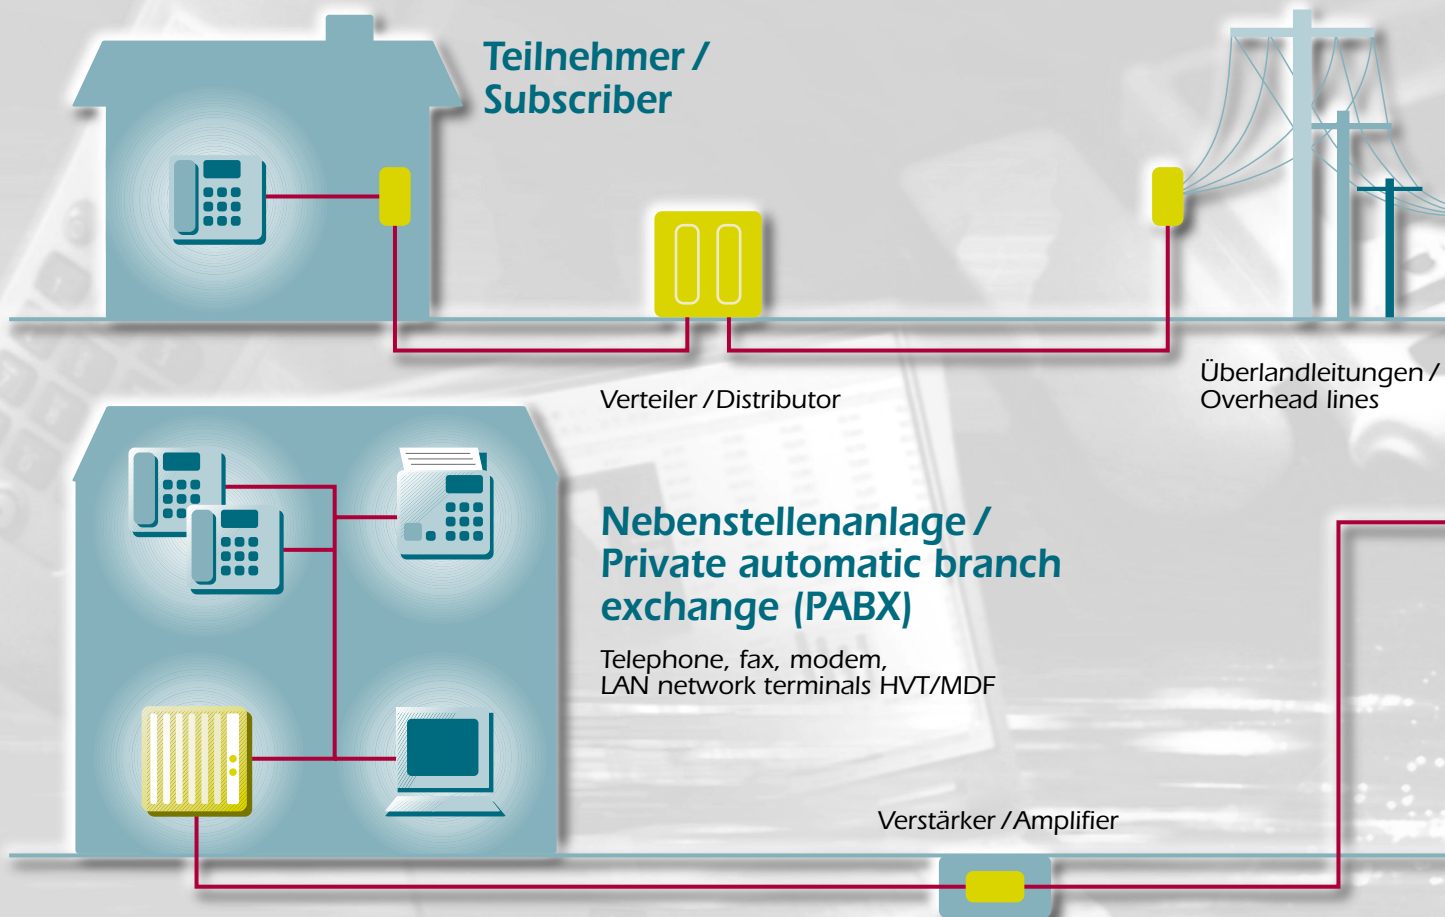 Teilnehmer /
Subscriber
Verteiler / Distributor
Überlandleitungen /
Overhead lines
Nebenstellenanlage /
Private automatic branch
exchange (PABX)
Telephone, fax, modem,
LAN network terminals HVT/MDF
Verstärker / Amplifier